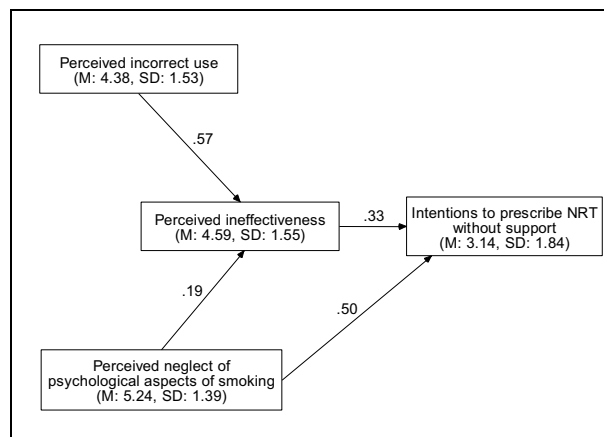 Perceived incorrect use
(M: 4.38, SD: 1.53)
.57
Perceived ineffectiveness
(M: 4.59, SD: 1.55)
.33
Intentions to prescribe NRT
without support
(M: 3.14, SD: 1.84)
.19
.50
Perceived neglect of
psychological aspects of smoking
(M: 5.24, SD: 1.39)